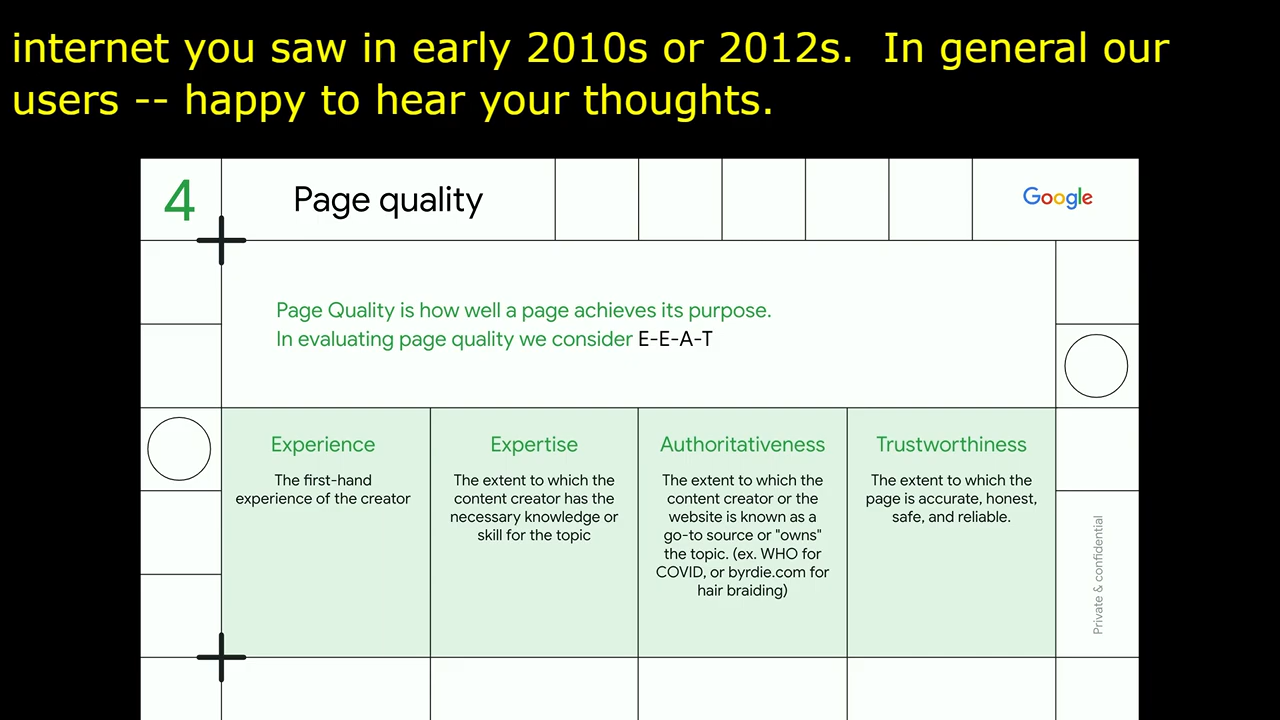 internet you saw in early 2010s or 2012s.  In general our
users -- happy to hear your thoughts.
4
Page quality
Google
Page Quality is how well a page achieves its purpose.
In evaluating page quality we consider E-E-A-T
Experience
The first-hand
experience of the creator
Expertise
The extent to which the
content creator has the
necessary knowledge or
skill for the topic
Authoritativeness
The extent to which the
content creator or the
website is known as a
go-to source or "owns"
the topic. (ex. WHO for
COVID, or byrdie.com for
hair braiding)
Trustworthiness
The extent to which the
page is accurate, honest,
safe, and reliable.
Private & confidential